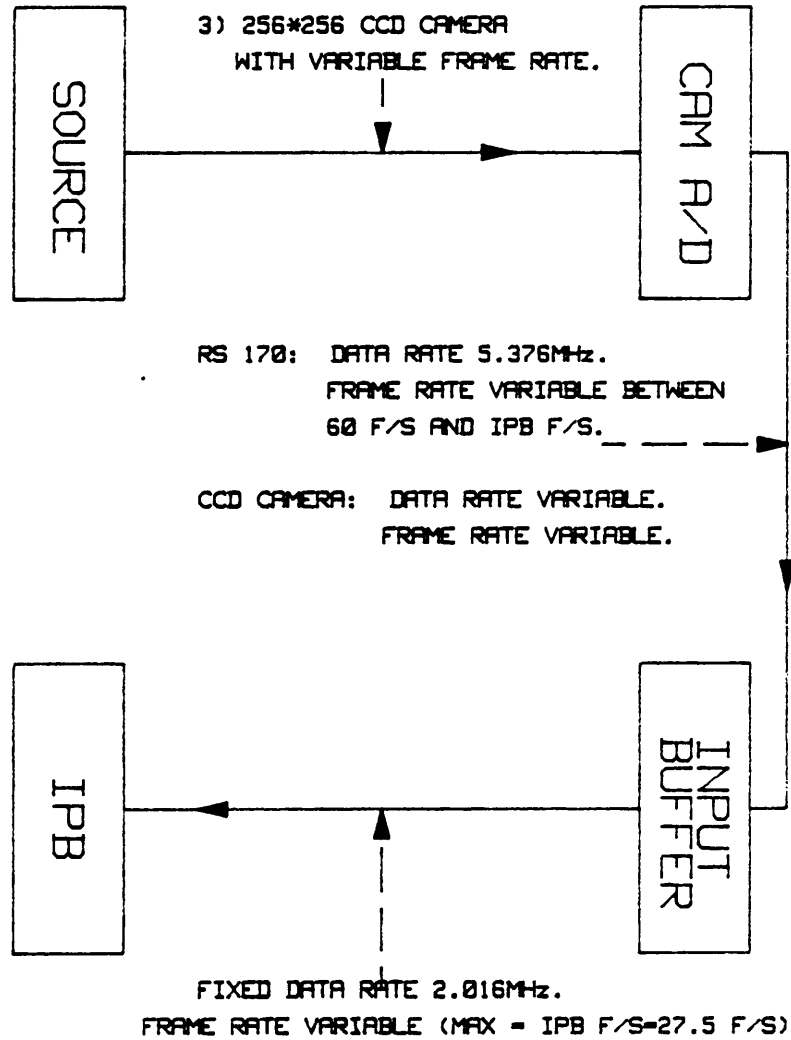 3) 256*256 CCD CAMERA
WITH VARIABLE FRAME RATE.
SOURCE
CAM A/D
RS 170: DATA RATE 5.376MHz.
FRAME RATE VARIABLE BETWEEN
60 F/S AND IPB F/S.
CCD CAMERA: DATA RATE VARIABLE.
FRAME RATE VARIABLE.
IPB
INPUT
BUFFER
FIXED DATA RATE 2.016MHz.
FRAME RATE VARIABLE (MAX = IPB F/S=27.5 F/S)